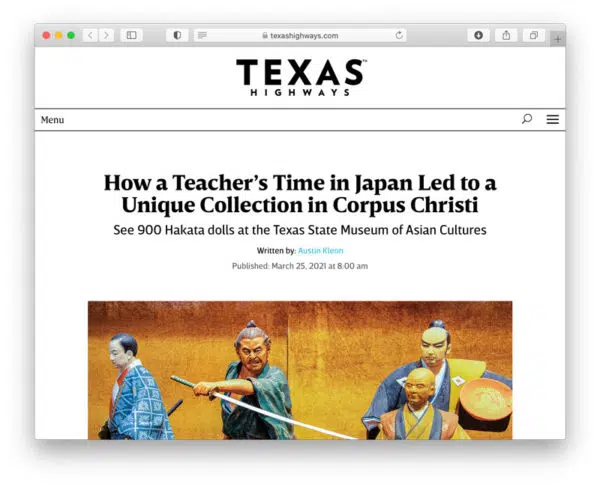 texashighways.com
TEXAS™
HIGHWAYS
Menu
How a Teacher's Time in Japan Led to a
Unique Collection in Corpus Christi
See 900 Hakata dolls at the Texas State Museum of Asian Cultures
Written by: Austin Kleon
Published: March 25, 2021 at 8:00 am